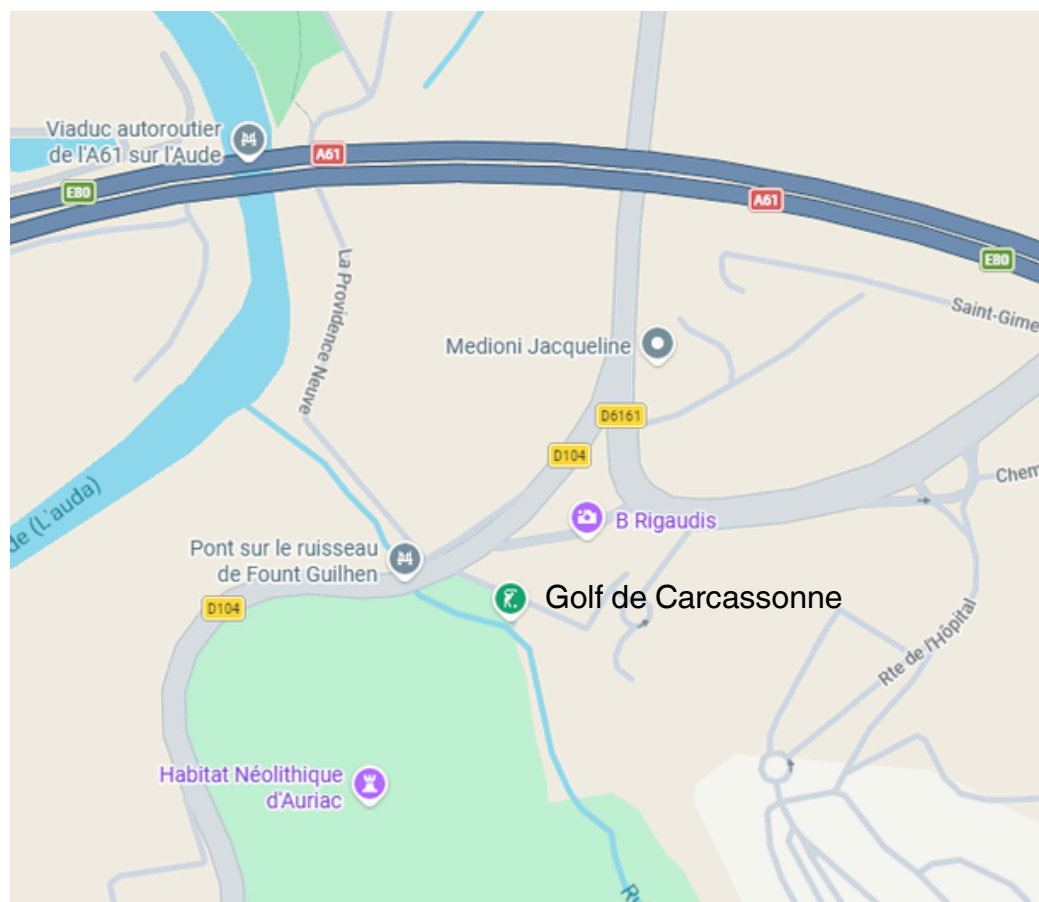 Viaduc autoroutier
de l'A61 sur l'Aude
A61
E80
A61
E80
La Providence Neuve
Saint-Gime
Medioni Jacqueline
D6161
D104
Chem
de (L'auda)
B Rigaudis
Pont sur le ruisseau
de Fount Guilhen
D104
Golf de Carcassonne
Rte de l'Hôpital
Habitat Néolithique
d'Auriac
Ru